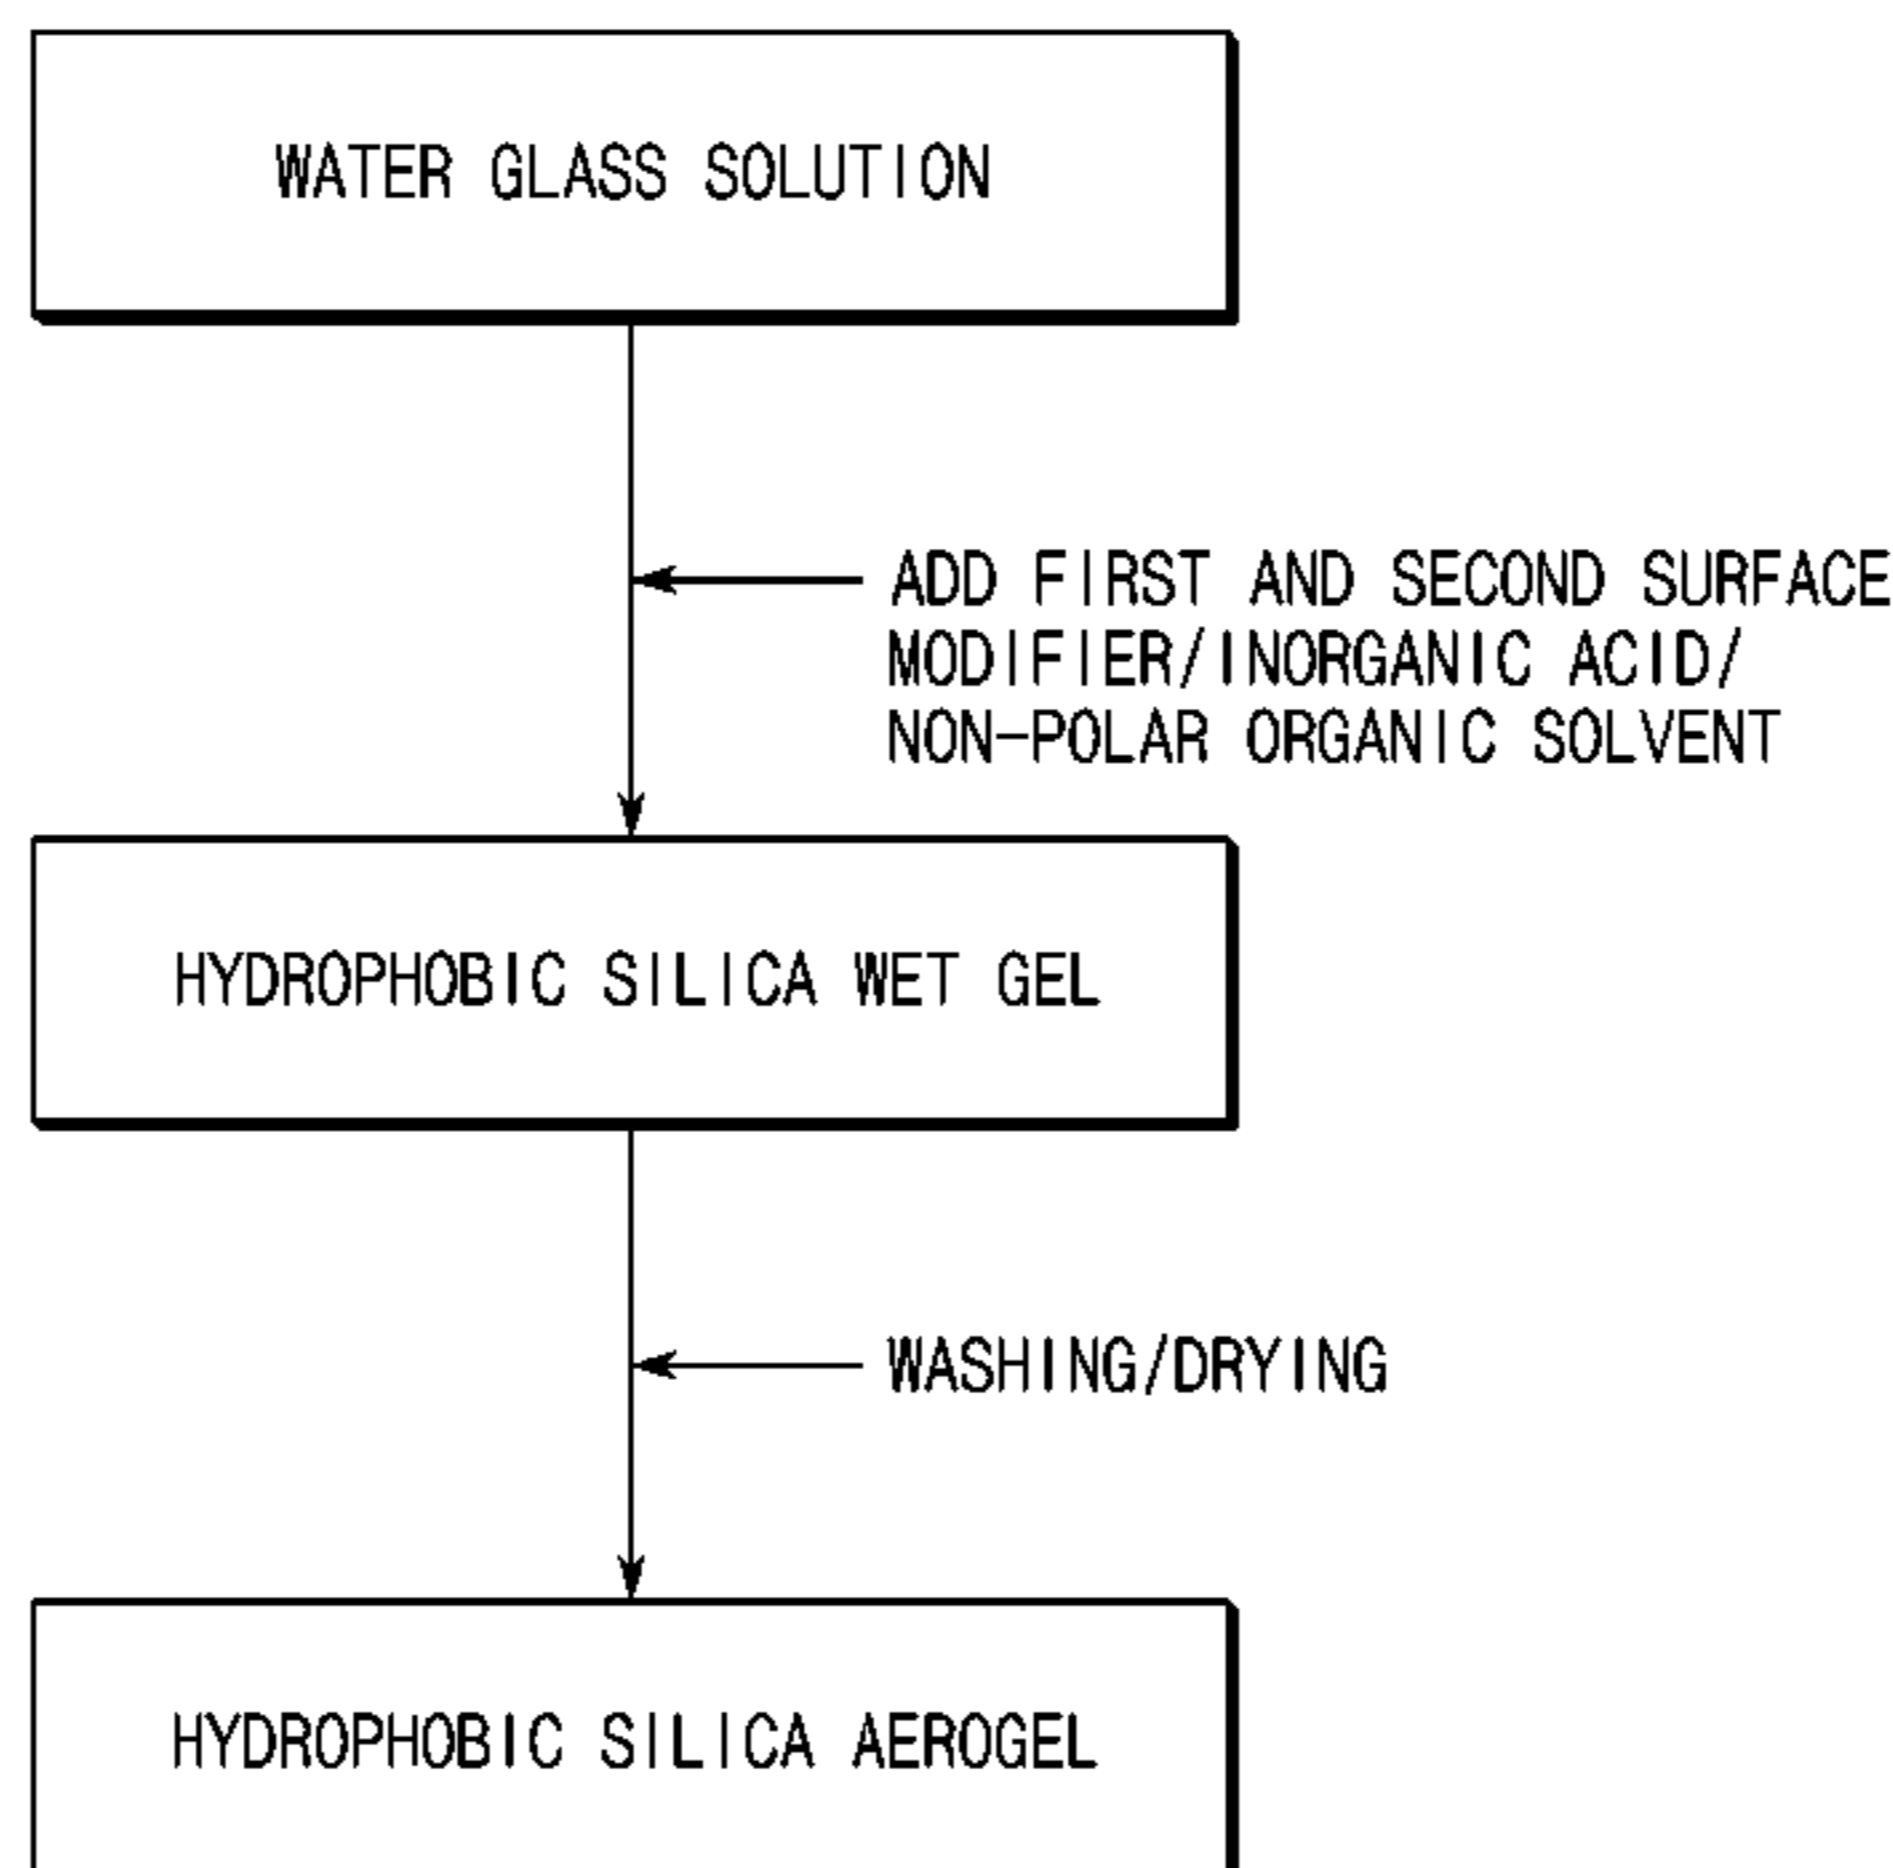 WATER GLASS SOLUTION
ADD FIRST AND SECOND SURFACE
MODIFIER/INORGANIC ACID/
NON-POLAR ORGANIC SOLVENT
HYDROPHOBIC SILICA WET GEL
WASHING/DRYING
HYDROPHOBIC SILICA AEROGEL